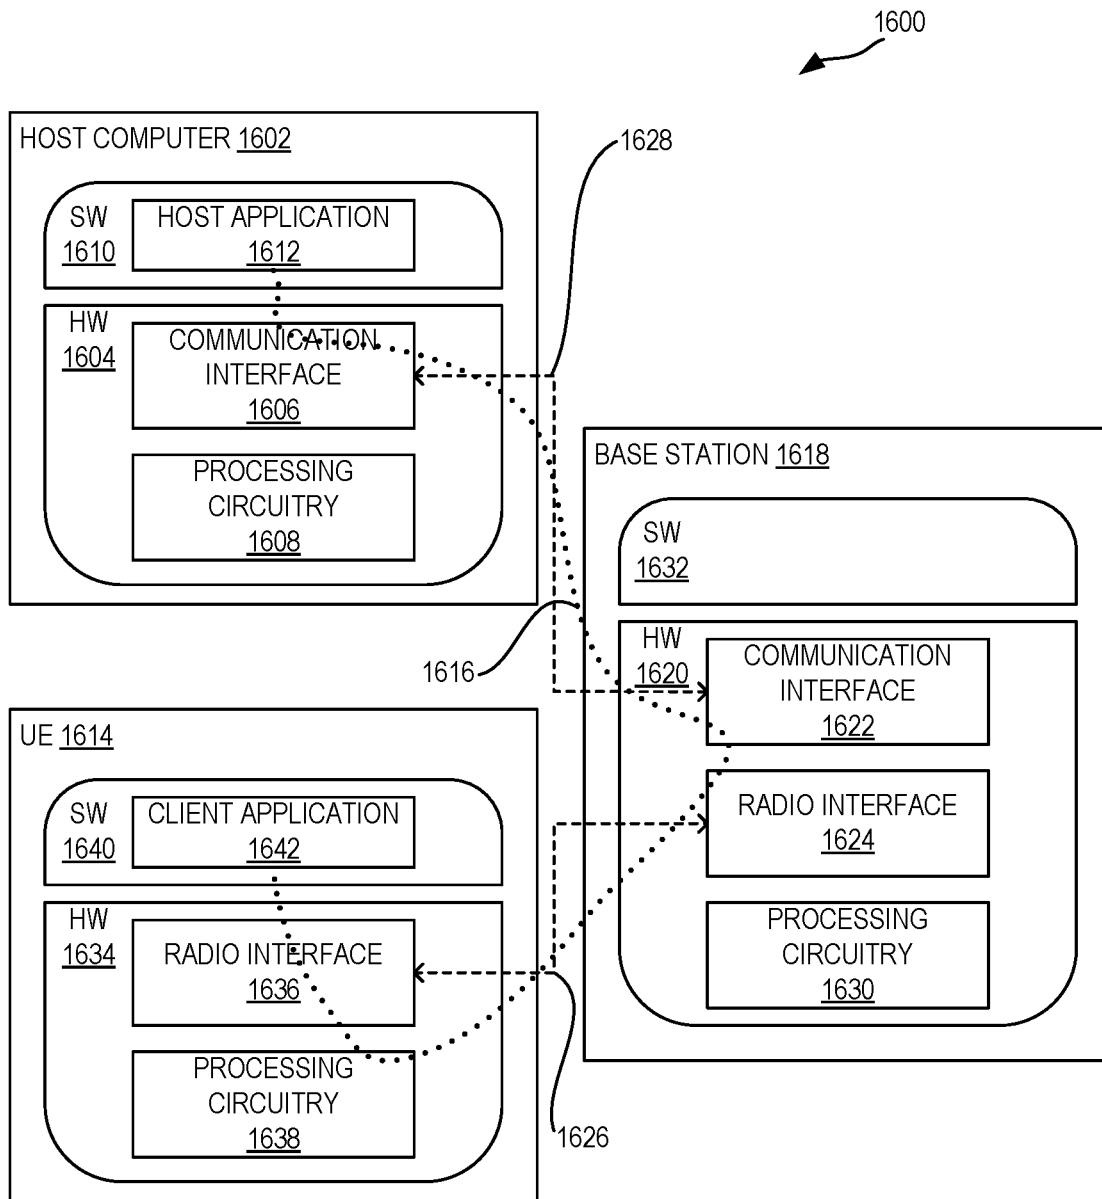 1600
HOST COMPUTER 1602
SW
1610
HOST APPLICATION
1612
HW
1604
COMMUNICATION
INTERFACE
1606
PROCESSING
CIRCUITRY
1608
1628
1616
BASE STATION 1618
SW
1632
HW
1620
COMMUNICATION
INTERFACE
1622
RADIO INTERFACE
1624
PROCESSING
CIRCUITRY
1630
UE 1614
SW
1640
CLIENT APPLICATION
1642
HW
1634
RADIO INTERFACE
1636
PROCESSING
CIRCUITRY
1638
1626